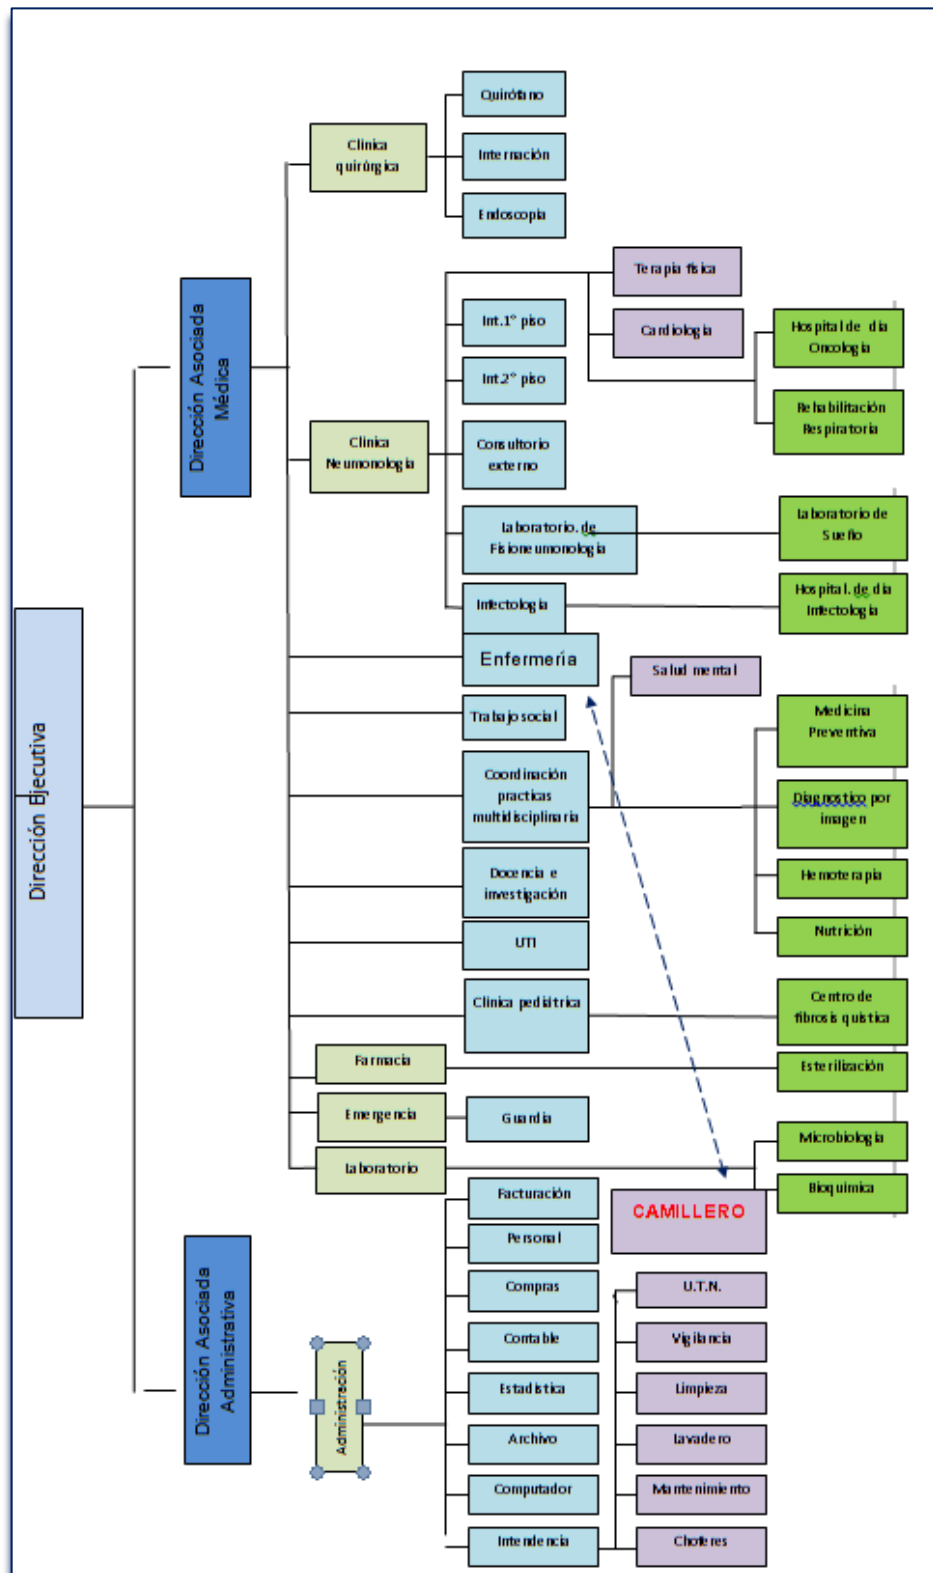 Dirección Ejecutiva
Dirección Asociada
Médica
Clínica
quirúrgica
Quirófano
Internación
Endoscopía
Clínica
Neumonología
Int.1° piso
Int.2° piso
Consultorio
externo
Laboratorio. de
Fisioneumonología
Infectología
Terapia física
Cardiología
Hospital de día
Oncología
Rehabilitación
Respiratoria
Laboratorio de
Sueño
Hospital. de día
Infectología
Enfermería
Trabajo social
Coordinación
practicas
multidisciplinaria
Salud mental
Medicina
Preventiva
Diagnostico por
imagen
Hemoterapia
Nutrición
Docencia e
investigación
UTI
Clínica pediátrica
Centro de
fibrosis quística
Farmacia
Esterilización
Emergencia
Guardia
Laboratorio
Microbiología
Bioquímica
CAMILLERO
Dirección Asociada
Administrativa
Administración
Facturación
Personal
Compras
Contable
Estadística
Archivo
Computador
Intendencia
U.T.N.
Vigilancia
Limpieza
Lavadero
Mantenimiento
Choferes